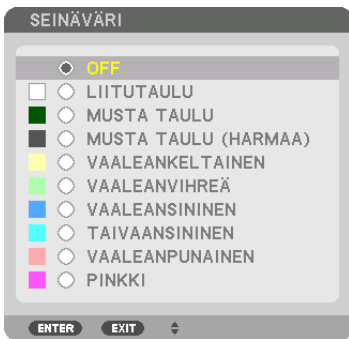 SEINÄVÄRI
OFF
LIITUTAULU
MUSTA TAULU
MUSTA TAULU (HARMAA)
VAALEANKELTAINEN
VAALEANVIHREÄ
VAALEANSININEN
TAIVAANSININEN
VAALEANPUNAINEN
PINKKI
ENTER EXIT